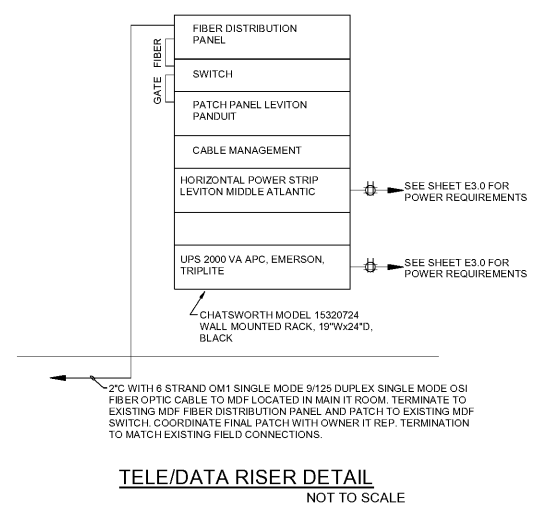 FIBER DISTRIBUTION
PANEL
FIBER
SWITCH
GATE
PATCH PANEL LEVITON
PANDUIT
CABLE MANAGEMENT
HORIZONTAL POWER STRIP
LEVITON MIDDLE ATLANTIC
SEE SHEET E3.0 FOR
POWER REQUIREMENTS
UPS 2000 VA APC, EMERSON,
TRIPLITE
SEE SHEET E3.0 FOR
POWER REQUIREMENTS
CHATSWORTH MODEL 15320724
WALL MOUNTED RACK, 19"Wx24"D,
BLACK
2"C WITH 6 STRAND OM1 SINGLE MODE 9/125 DUPLEX SINGLE MODE OSI
FIBER OPTIC CABLE TO MDF LOCATED IN MAIN IT ROOM. TERMINATE TO
EXISTING MDF FIBER DISTRIBUTION PANEL AND PATCH TO EXISTING MDF
SWITCH. COORDINATE FINAL PATCH WITH OWNER IT REP. TERMINATION
TO MATCH EXISTING FIELD CONNECTIONS.
TELE/DATA RISER DETAIL
NOT TO SCALE